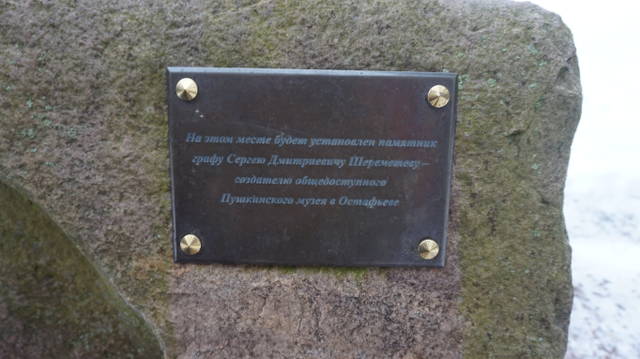 На этом месте будет установлен памятник
графу Сергею Дмитриевичу Шереметеву –
создателю общедоступного
Пушкинского музея в Остафьеве